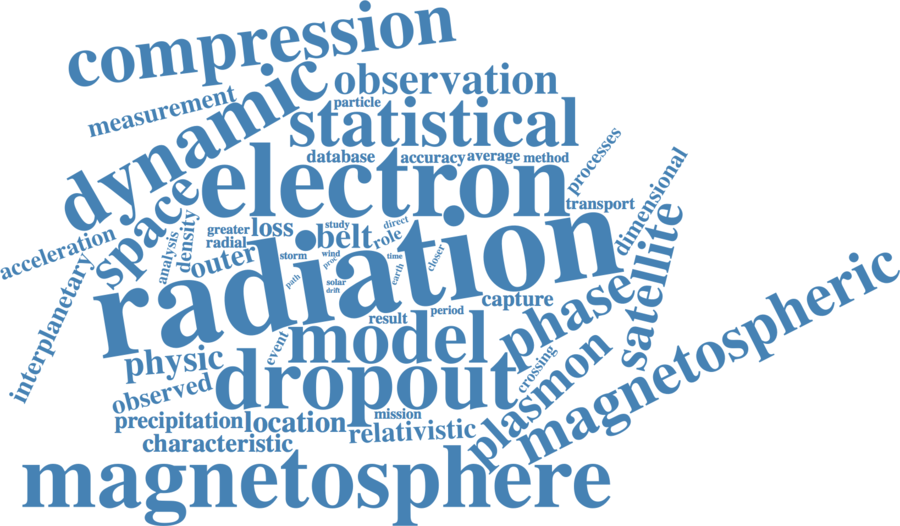 compression
dynamic
measurement
observation
particle
statistical
database
accuracy
average
method
processes
electron
transport
dimensional
space
acceleration
analysis
density
greater
radial
loss
study
direct
belt
role
outer
storm
wind
time
closer
radiation
path
solar
drift
earth
satellite
interplanetary
capture
period
result
phase
magnetospheric
event
model
physic
crossing
plasmon
observed
dropout
precipitation
location
mission
relativistic
characteristic
magnetosphere